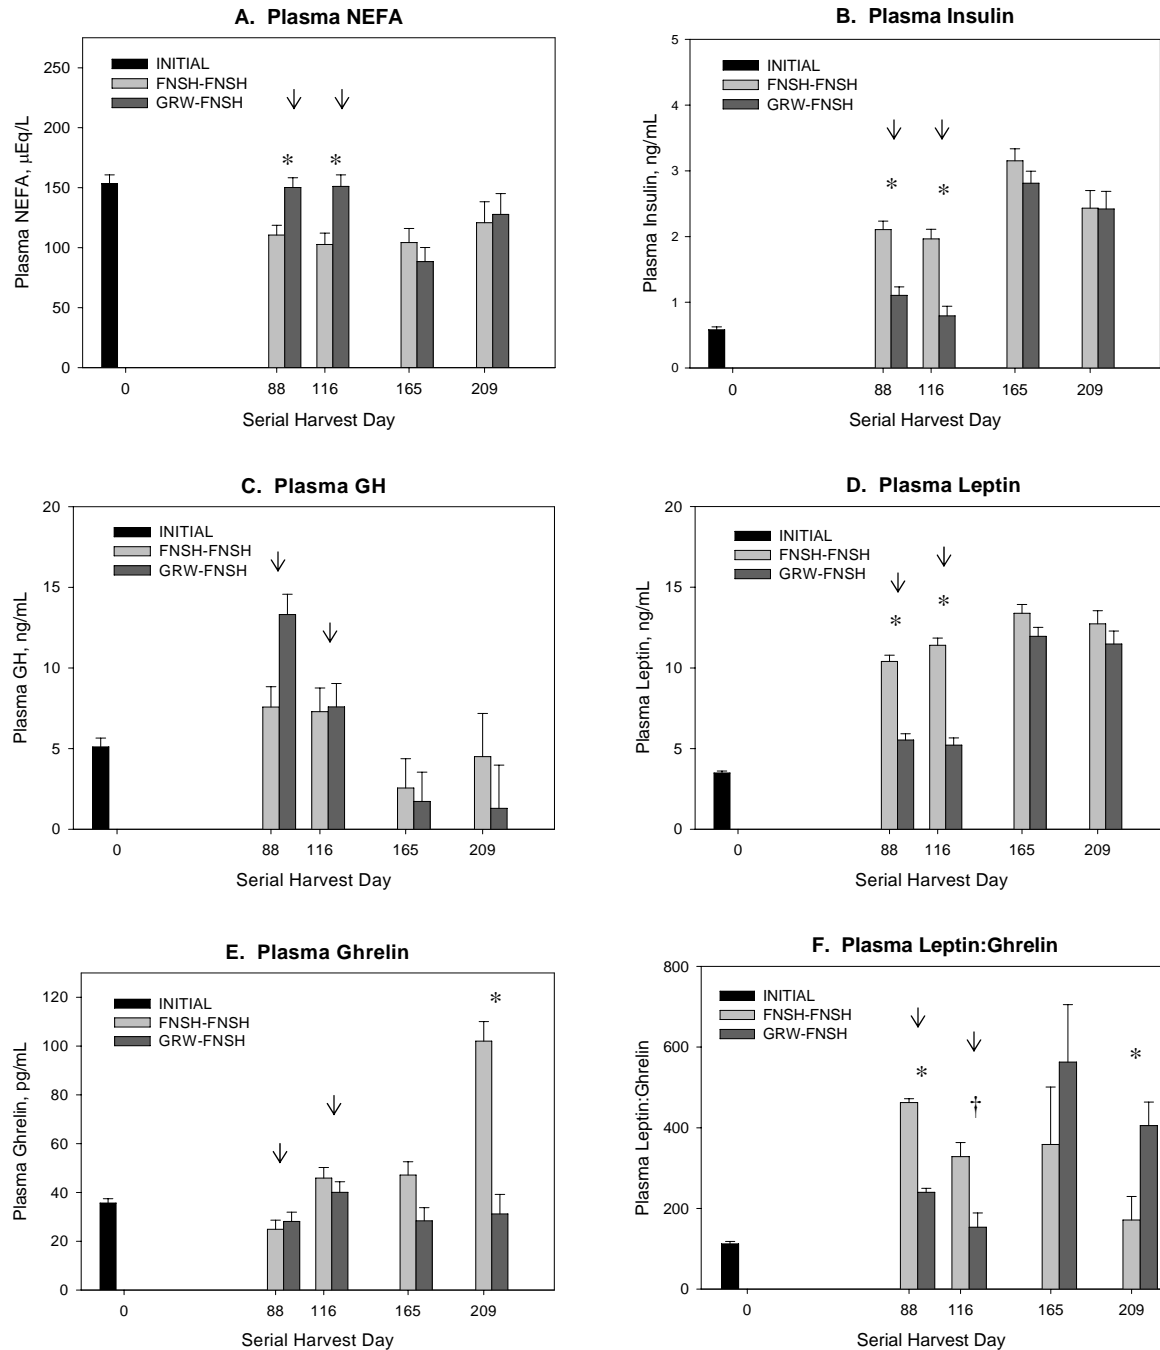 A. Plasma NEFA
250
200
150
100
50
0
Plasma NEFA, µEq/L
INITIAL
FNSH-FNSH
GRW-FNSH
* *
0 88 116 165 209
Serial Harvest Day
B. Plasma Insulin
5
4
3
2
1
0
Plasma Insulin, ng/mL
INITIAL
FNSH-FNSH
GRW-FNSH
* *
0 88 116 165 209
Serial Harvest Day
C. Plasma GH
20
15
10
5
0
Plasma GH, ng/mL
INITIAL
FNSH-FNSH
GRW-FNSH
0 88 116 165 209
Serial Harvest Day
D. Plasma Leptin
20
15
10
5
0
Plasma Leptin, ng/mL
INITIAL
FNSH-FNSH
GRW-FNSH
* *
0 88 116 165 209
Serial Harvest Day
E. Plasma Ghrelin
120
100
80
60
40
20
0
Plasma Ghrelin, pg/mL
INITIAL
FNSH-FNSH
GRW-FNSH
*
0 88 116 165 209
Serial Harvest Day
F. Plasma Leptin:Ghrelin
800
600
400
200
0
Plasma Leptin:Ghrelin
INITIAL
FNSH-FNSH
GRW-FNSH
* † *
0 88 116 165 209
Serial Harvest Day